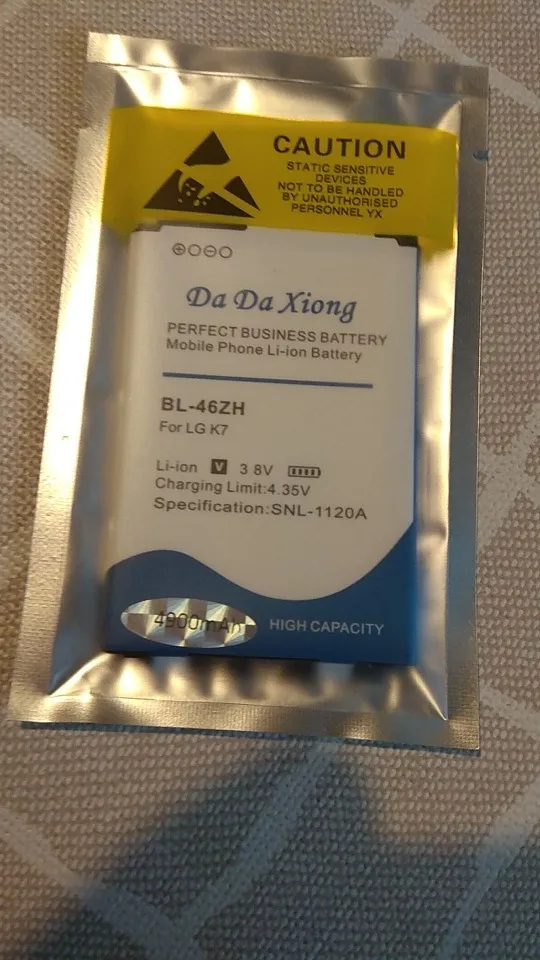 CAUTION
STATIC SENSITIVE
DEVICES
NOT TO BE HANDLED
BY UNAUTHORISED
PERSONNEL YX
Da Da Xiong
PERFECT BUSINESS BATTERY
Mobile Phone Li-ion Battery
BL-46ZH
For LG K7
Li-ion V 3 8V
Charging Limit:4.35V
Specification:SNL-1120A
4900mAh
HIGH CAPACITY